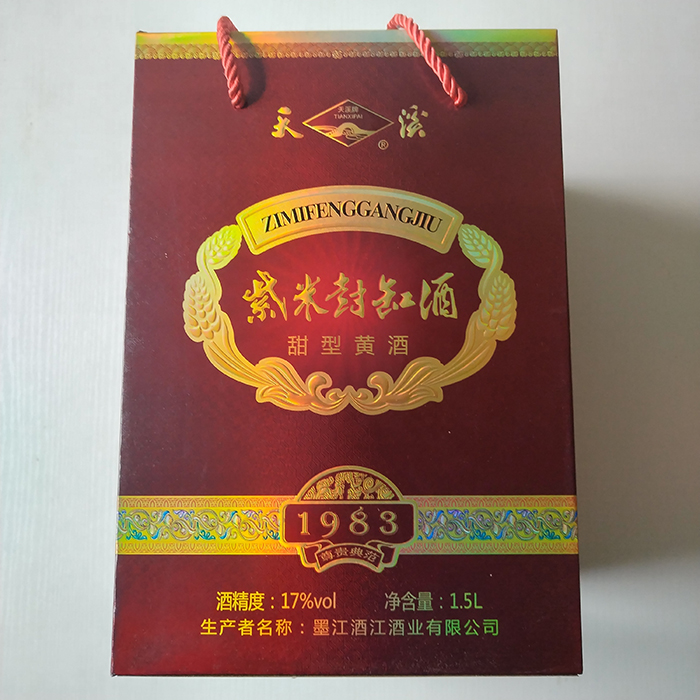 天溪牌
TIANXIPAI
天 溪
®
ZIMIFENGGANGJIU
紫米封缸酒
甜型黄酒
1983
尊贵典范
酒精度：17%vol 净含量：1.5L
生产者名称：墨江酒江酒业有限公司